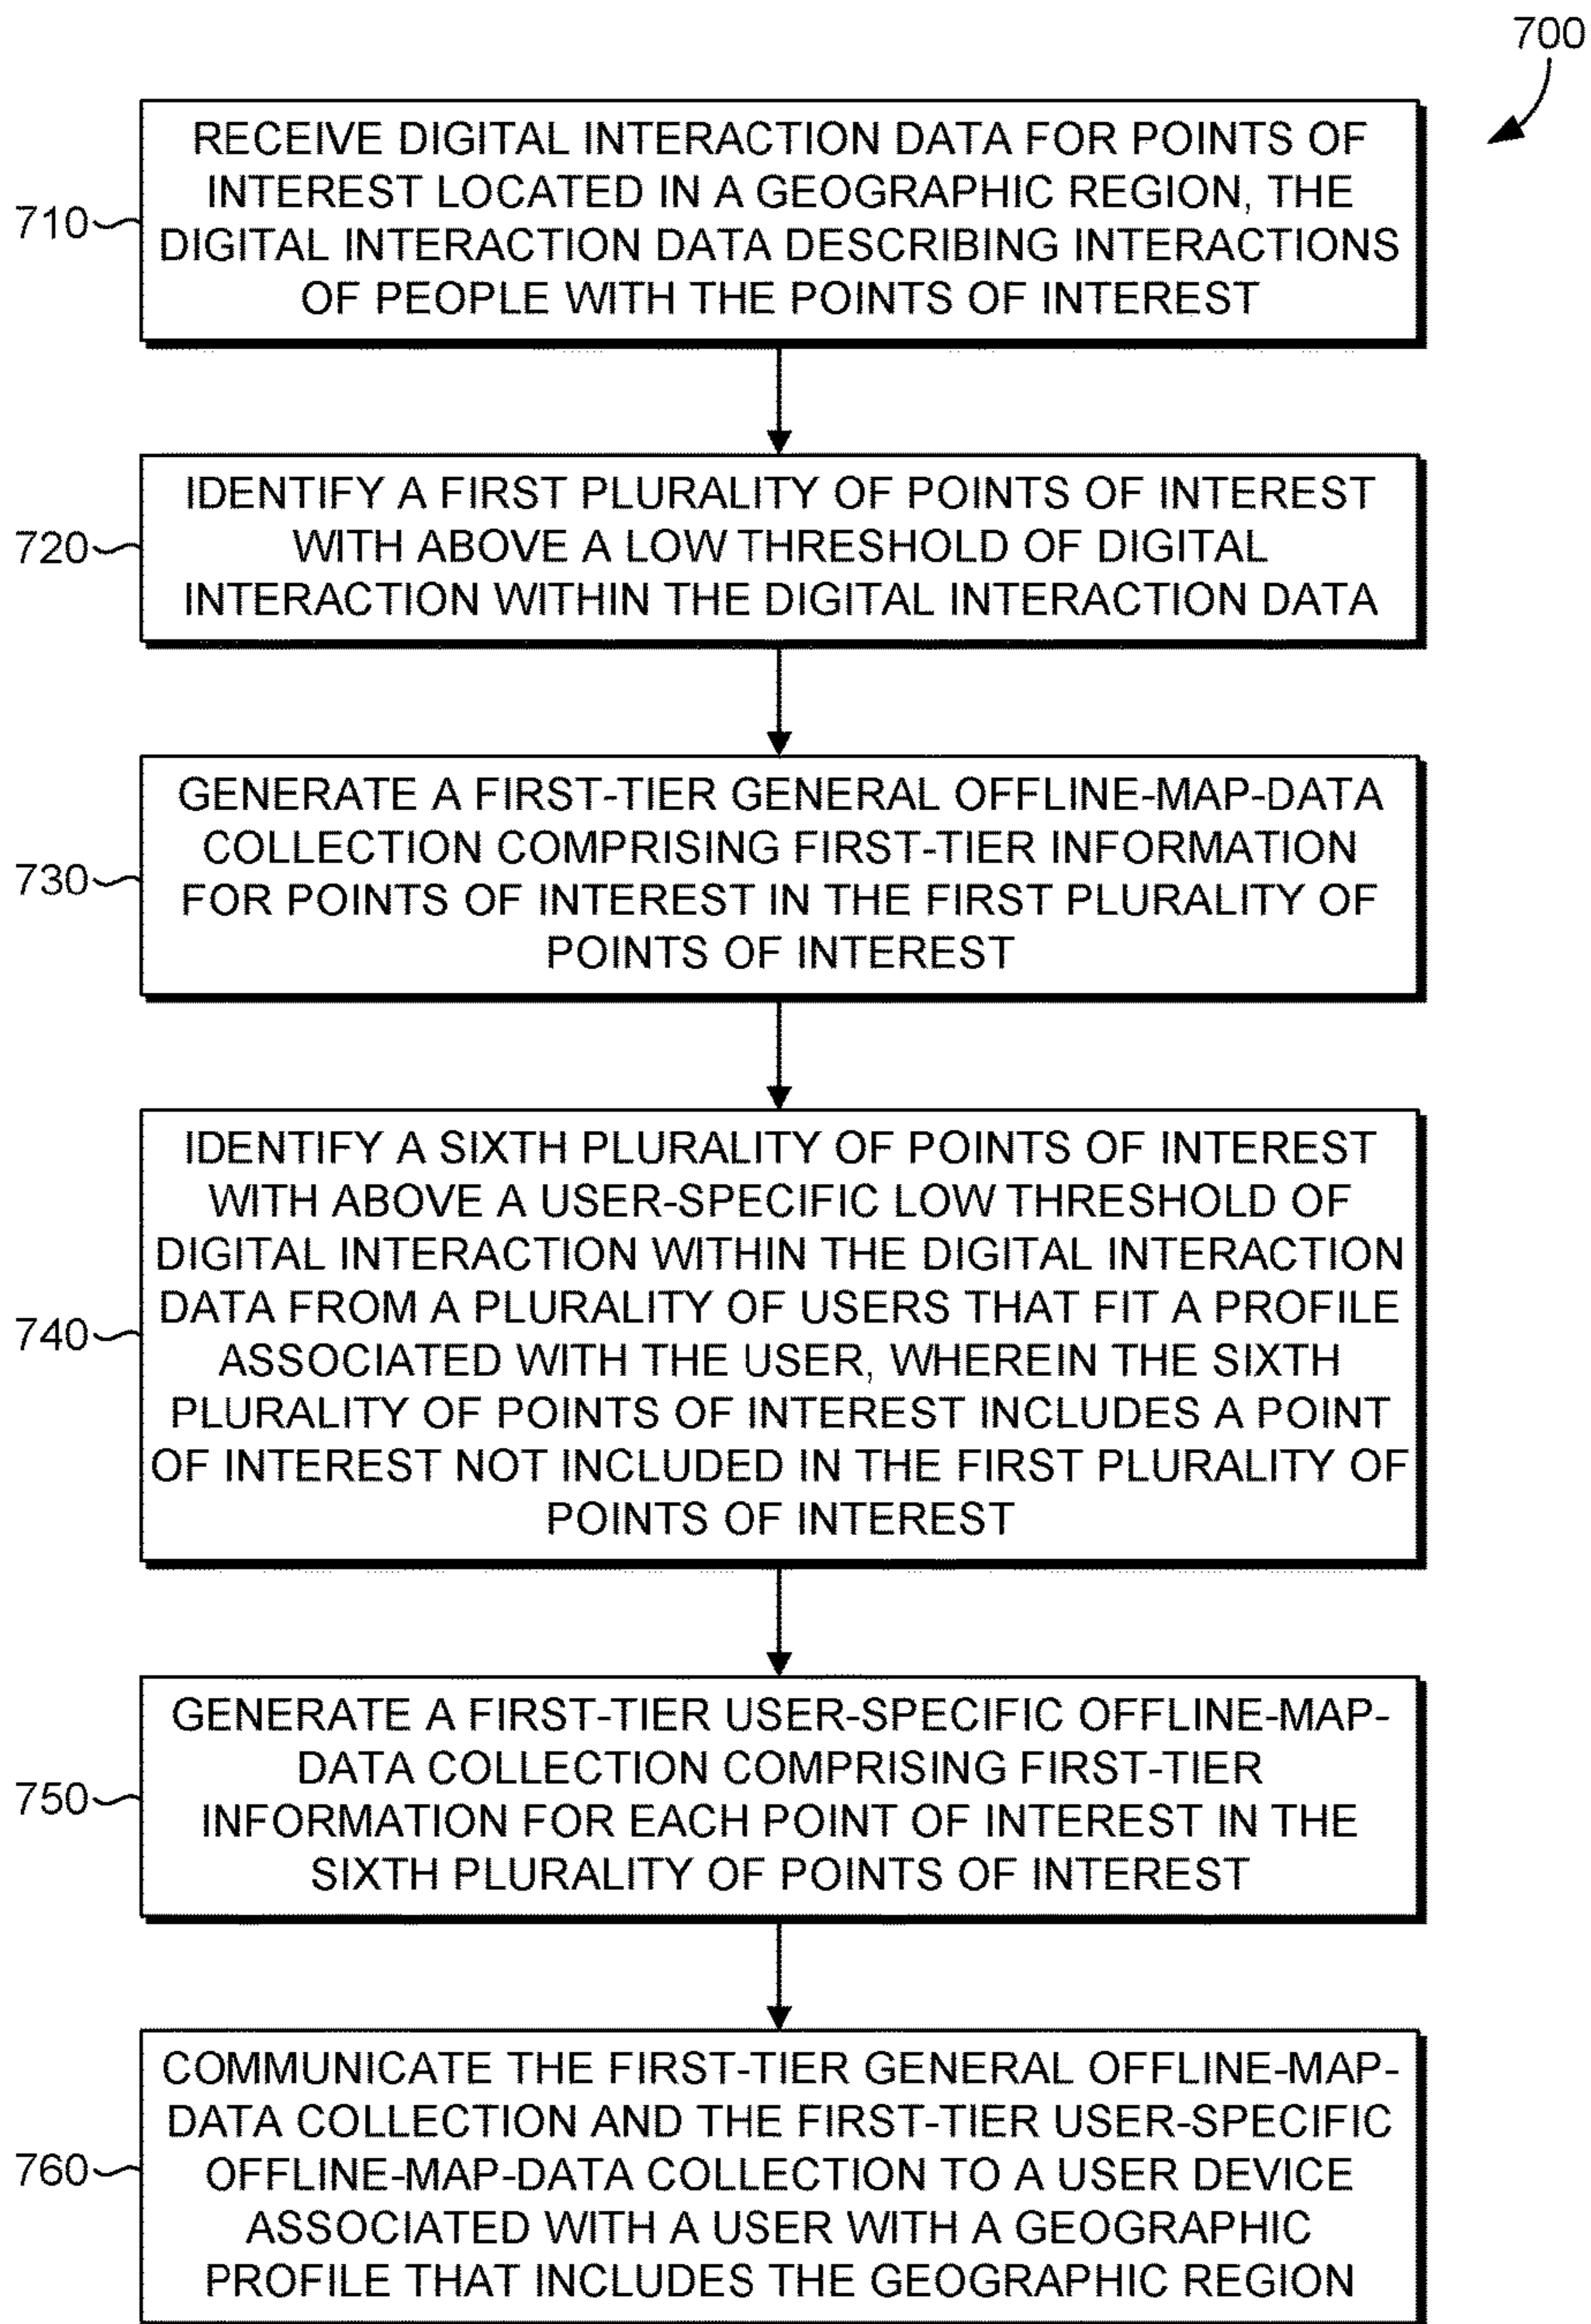 700
RECEIVE DIGITAL INTERACTION DATA FOR POINTS OF
INTEREST LOCATED IN A GEOGRAPHIC REGION, THE
DIGITAL INTERACTION DATA DESCRIBING INTERACTIONS
OF PEOPLE WITH THE POINTS OF INTEREST
710
IDENTIFY A FIRST PLURALITY OF POINTS OF INTEREST
WITH ABOVE A LOW THRESHOLD OF DIGITAL
INTERACTION WITHIN THE DIGITAL INTERACTION DATA
720
GENERATE A FIRST-TIER GENERAL OFFLINE-MAP-DATA
COLLECTION COMPRISING FIRST-TIER INFORMATION
FOR POINTS OF INTEREST IN THE FIRST PLURALITY OF
POINTS OF INTEREST
730
IDENTIFY A SIXTH PLURALITY OF POINTS OF INTEREST
WITH ABOVE A USER-SPECIFIC LOW THRESHOLD OF
DIGITAL INTERACTION WITHIN THE DIGITAL INTERACTION
DATA FROM A PLURALITY OF USERS THAT FIT A PROFILE
ASSOCIATED WITH THE USER, WHEREIN THE SIXTH
PLURALITY OF POINTS OF INTEREST INCLUDES A POINT
OF INTEREST NOT INCLUDED IN THE FIRST PLURALITY OF
POINTS OF INTEREST
740
GENERATE A FIRST-TIER USER-SPECIFIC OFFLINE-MAP-
DATA COLLECTION COMPRISING FIRST-TIER
INFORMATION FOR EACH POINT OF INTEREST IN THE
SIXTH PLURALITY OF POINTS OF INTEREST
750
COMMUNICATE THE FIRST-TIER GENERAL OFFLINE-MAP-
DATA COLLECTION AND THE FIRST-TIER USER-SPECIFIC
OFFLINE-MAP-DATA COLLECTION TO A USER DEVICE
ASSOCIATED WITH A USER WITH A GEOGRAPHIC
PROFILE THAT INCLUDES THE GEOGRAPHIC REGION
760